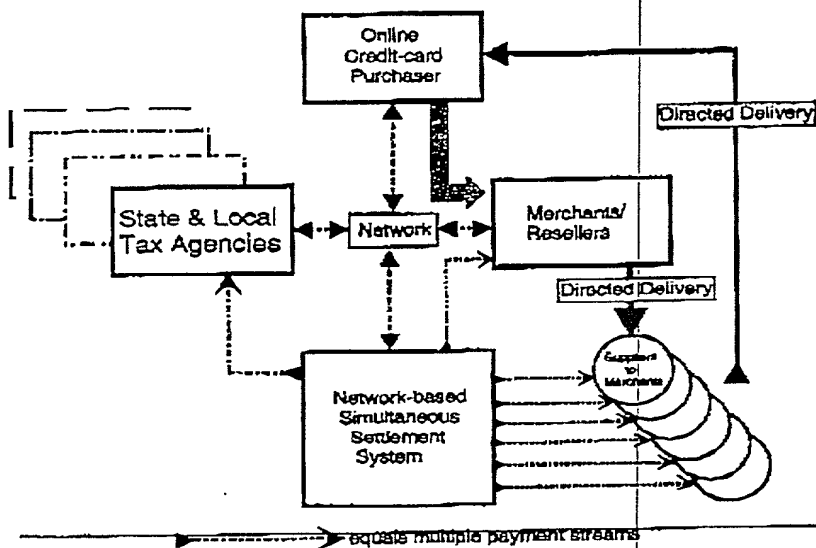 Online
Credit-card
Purchaser
Directed Delivery
State & Local
Tax Agencies
Network
Merchants/
Resellers
Directed Delivery
Suppliers
to
Merchants
Network-based
Simultaneous
Settlement
System
equals multiple payment streams